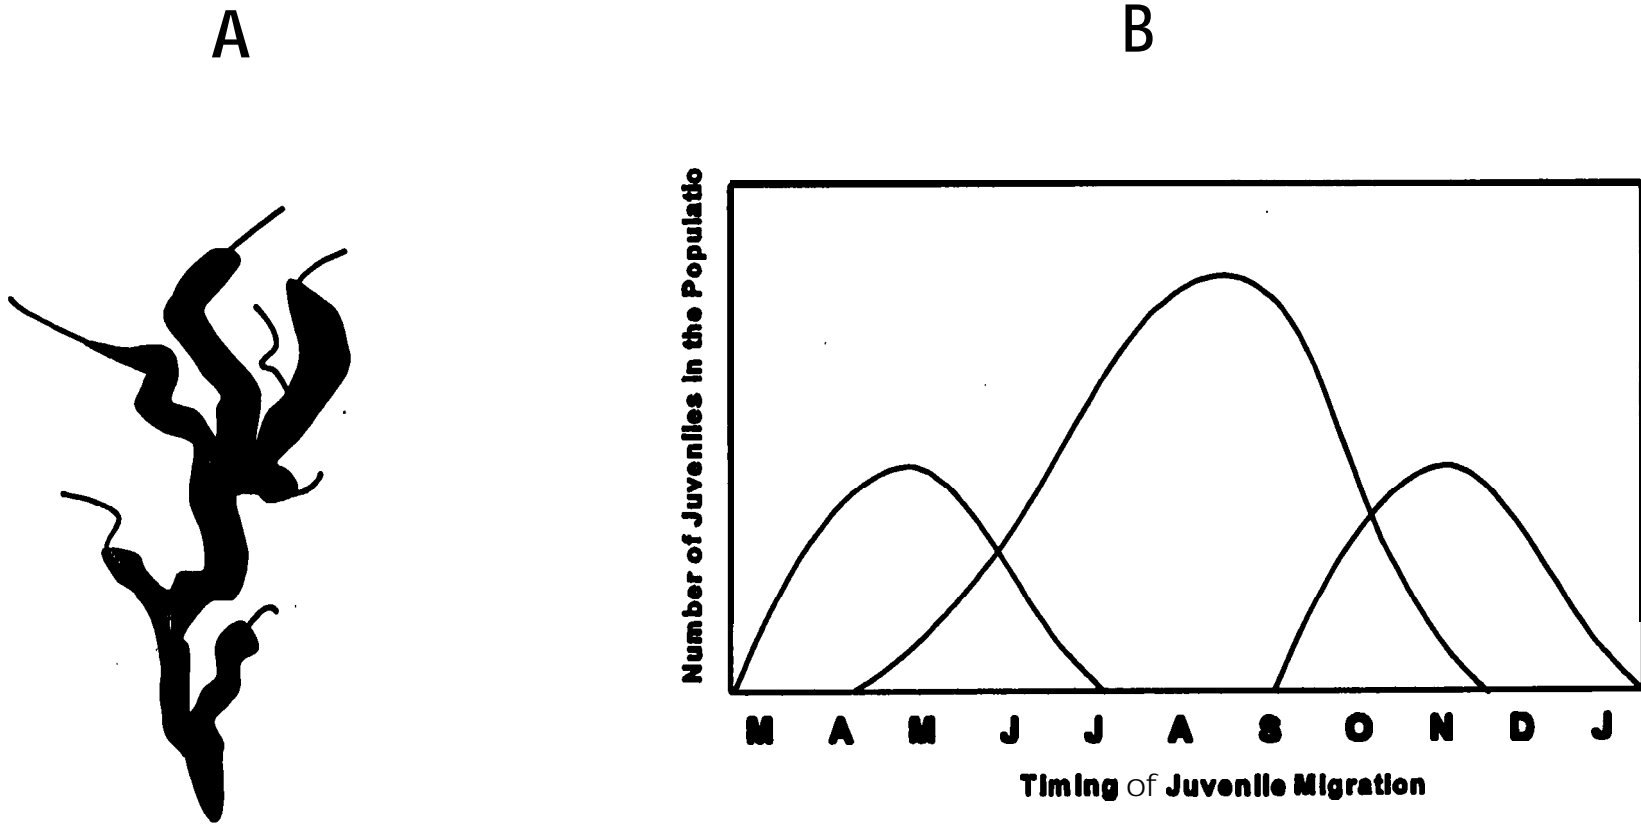 A
B
Number of Juveniles in the Populatio
M A M J J A S O N D J
Timing of Juvenile Migration